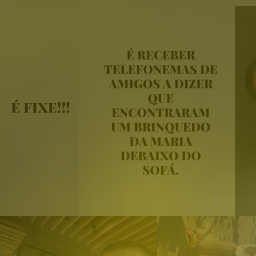 É FIXE!!!
É RECEBER
TELEFONEMAS DE
AMIGOS A DIZER
QUE
ENCONTRARAM
UM BRINQUEDO
DA MARIA
DEBAIXO DO
SOFÁ.